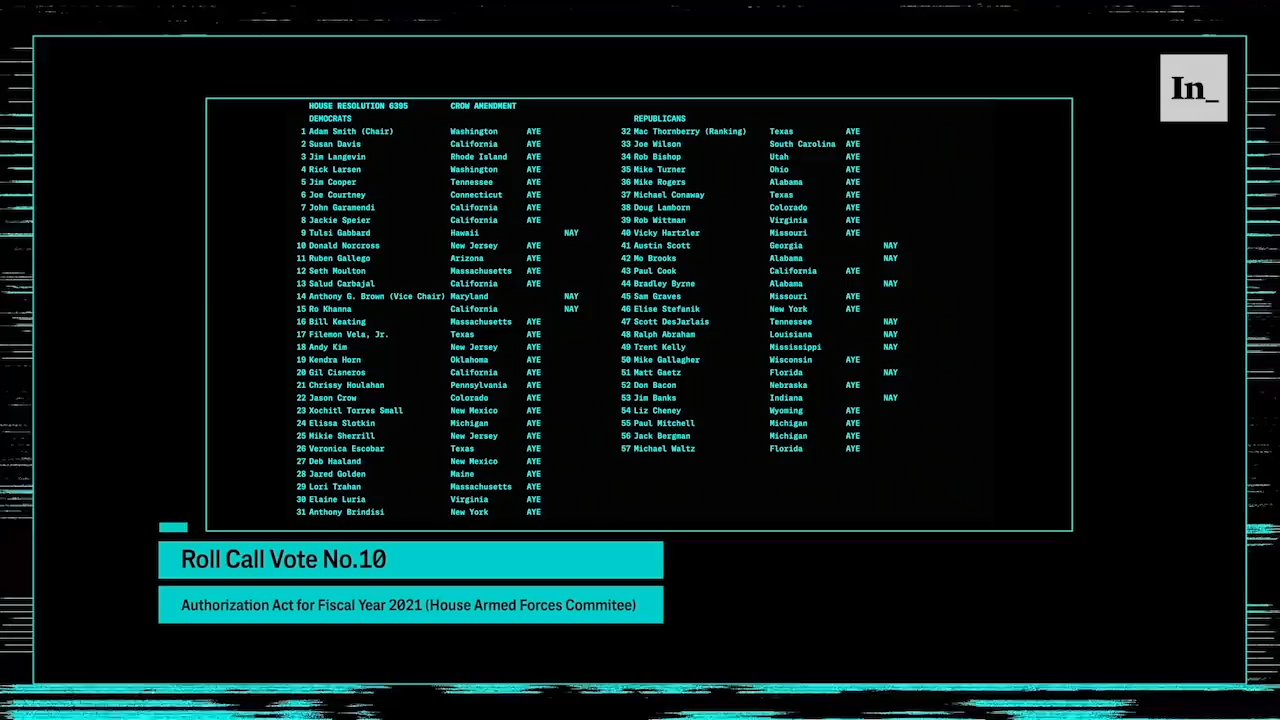 In_
HOUSE RESOLUTION 6395 CROW AMENDMENT
DEMOCRATS REPUBLICANS
1 Adam Smith (Chair) Washington AYE 32 Mac Thornberry (Ranking) Texas AYE
2 Susan Davis California AYE 33 Joe Wilson South Carolina AYE
3 Jim Langevin Rhode Island AYE 34 Rob Bishop Utah AYE
4 Rick Larsen Washington AYE 35 Mike Turner Ohio AYE
5 Jim Cooper Tennessee AYE 36 Mike Rogers Alabama AYE
6 Joe Courtney Connecticut AYE 37 Michael Conaway Texas AYE
7 John Garamendi California AYE 38 Doug Lamborn Colorado AYE
8 Jackie Speier California AYE 39 Rob Wittman Virginia AYE
9 Tulsi Gabbard Hawaii NAY 40 Vicky Hartzler Missouri AYE
10 Donald Norcross New Jersey AYE 41 Austin Scott Georgia NAY
11 Ruben Gallego Arizona AYE 42 Mo Brooks Alabama NAY
12 Seth Moulton Massachusetts AYE 43 Paul Cook California AYE
13 Salud Carbajal California AYE 44 Bradley Byrne Alabama NAY
14 Anthony G. Brown (Vice Chair) Maryland NAY 45 Sam Graves Missouri AYE
15 Ro Khanna California NAY 46 Elise Stefanik New York AYE
16 Bill Keating Massachusetts AYE 47 Scott DesJarlais Tennessee NAY
17 Filemon Vela, Jr. Texas AYE 48 Ralph Abraham Louisiana NAY
18 Andy Kim New Jersey AYE 49 Trent Kelly Mississippi NAY
19 Kendra Horn Oklahoma AYE 50 Mike Gallagher Wisconsin AYE
20 Gil Cisneros California AYE 51 Matt Gaetz Florida NAY
21 Chrissy Houlahan Pennsylvania AYE 52 Don Bacon Nebraska AYE
22 Jason Crow Colorado AYE 53 Jim Banks Indiana NAY
23 Xochitl Torres Small New Mexico AYE 54 Liz Cheney Wyoming AYE
24 Elissa Slotkin Michigan AYE 55 Paul Mitchell Michigan AYE
25 Mikie Sherrill New Jersey AYE 56 Jack Bergman Michigan AYE
26 Veronica Escobar Texas AYE 57 Michael Waltz Florida AYE
27 Deb Haaland New Mexico AYE
28 Jared Golden Maine AYE
29 Lori Trahan Massachusetts AYE
30 Elaine Luria Virginia AYE
31 Anthony Brindisi New York AYE
Roll Call Vote No.10
Authorization Act for Fiscal Year 2021 (House Armed Forces Commitee)